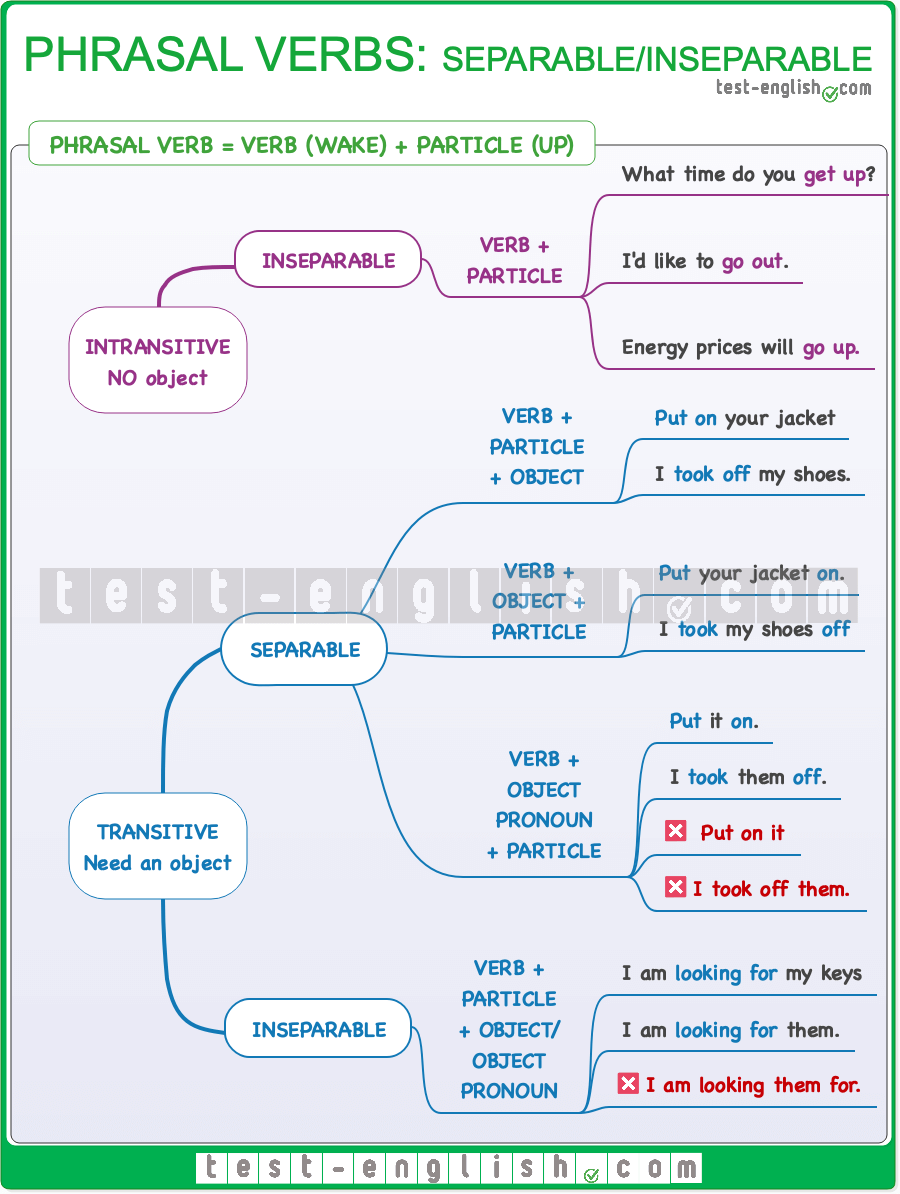 PHRASAL VERBS: SEPARABLE/INSEPARABLE
test-english.com
PHRASAL VERB = VERB (WAKE) + PARTICLE (UP)
INTRANSITIVE
NO object
INSEPARABLE
VERB +
PARTICLE
What time do you get up?
I'd like to go out.
Energy prices will go up.
TRANSITIVE
Need an object
SEPARABLE
VERB +
PARTICLE
+ OBJECT
Put on your jacket
I took off my shoes.
VERB +
OBJECT +
PARTICLE
Put your jacket on.
I took my shoes off
test-english.com
VERB +
OBJECT
PRONOUN
+ PARTICLE
Put it on.
I took them off.
Put on it
I took off them.
INSEPARABLE
VERB +
PARTICLE
+ OBJECT/
OBJECT
PRONOUN
I am looking for my keys
I am looking for them.
I am looking them for.
test-english.com